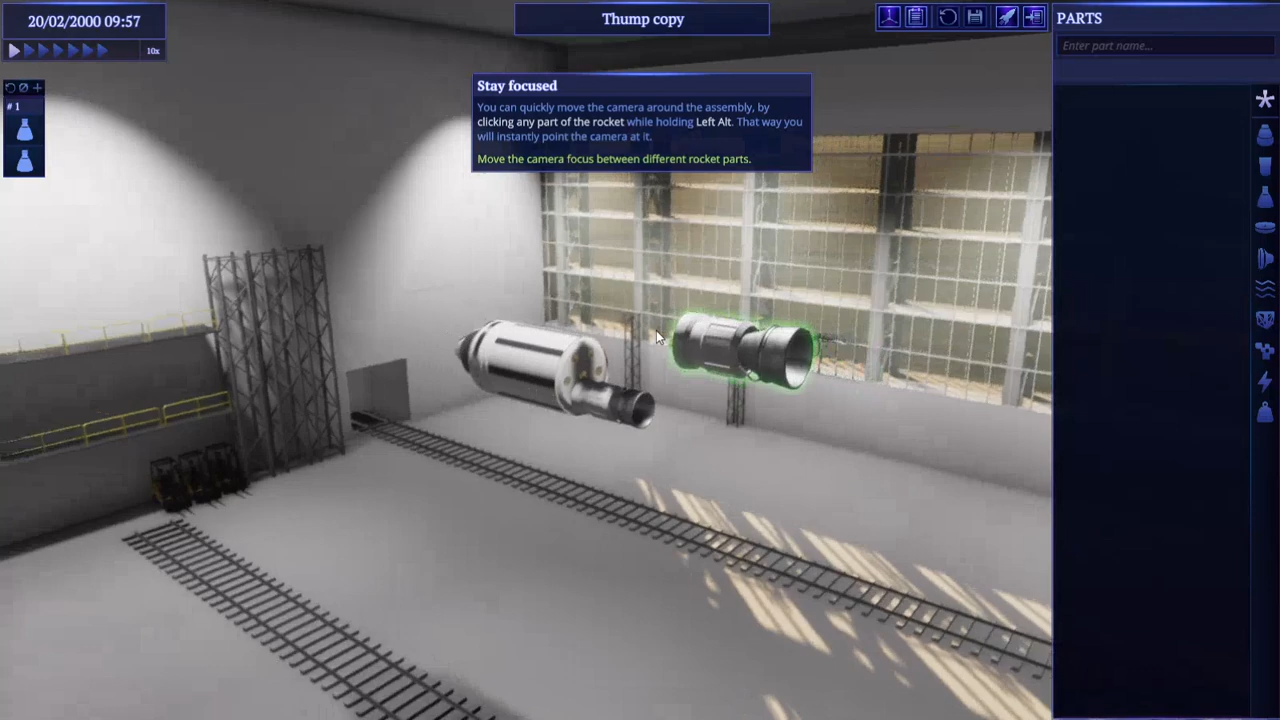 20/02/2000 09:57
10x
# 1
Thump copy
Stay focused
You can quickly move the camera around the assembly, by
clicking any part of the rocket while holding Left Alt. That way you
will instantly point the camera at it.
Move the camera focus between different rocket parts.
PARTS
Enter part name...